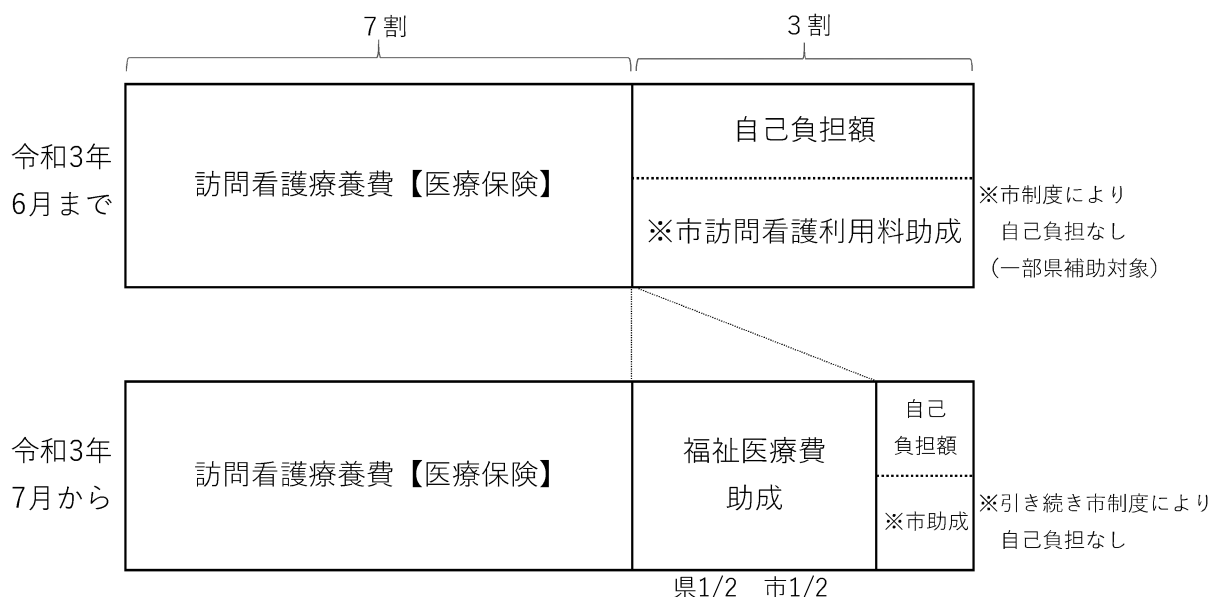 ７割
３割
令和3年
6月まで
訪問看護療養費【医療保険】
自己負担額
※市訪問看護利用料助成
※市制度により
自己負担なし
（一部県補助対象）
令和3年
7月から
訪問看護療養費【医療保険】
福祉医療費
助成
自己
負担額
※市助成
※引き続き市制度により
自己負担なし
県1/2　市1/2